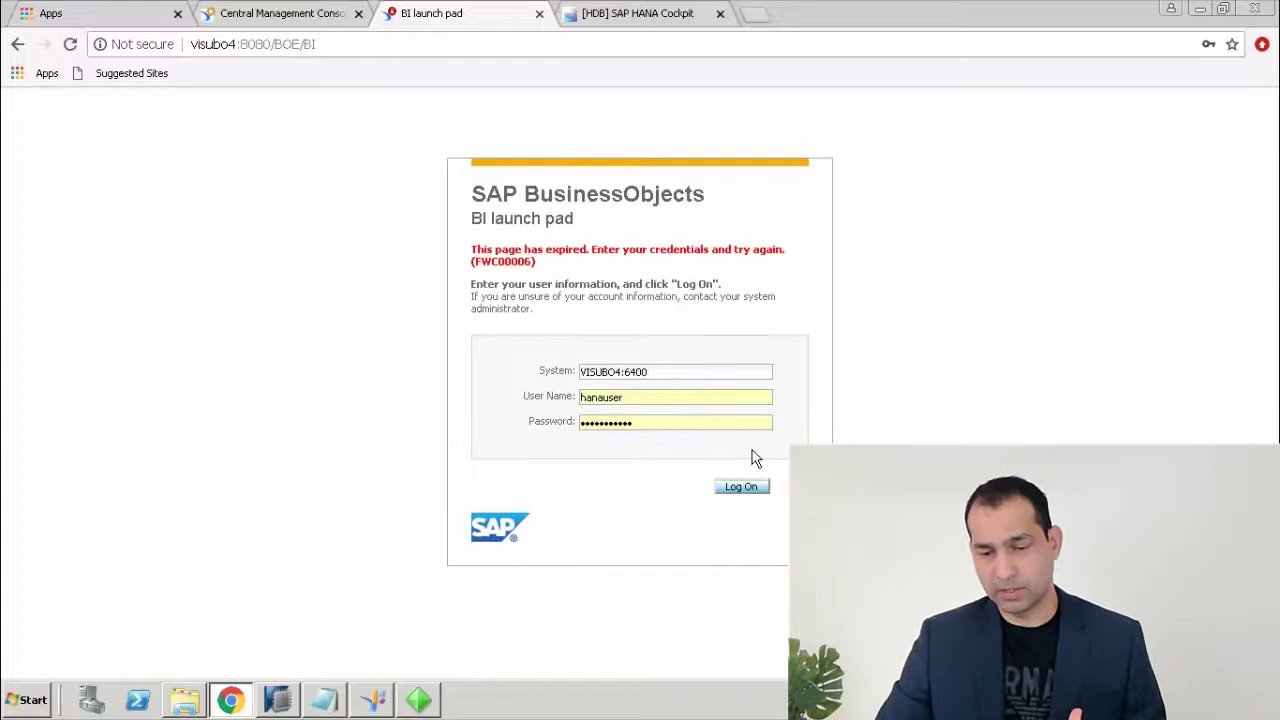 Apps
Central Management Conso
BI launch pad
[HDB] SAP HANA Cockpit
Not secure
visubo4:8080/BOE/BI
Apps
Suggested Sites
SAP BusinessObjects
BI launch pad
This page has expired. Enter your credentials and try again.
(FWC00006)
Enter your user information, and click "Log On".
If you are unsure of your account information, contact your system
administrator.
System:
VISUBO4:6400
User Name:
hanauser
Password:
•••••••••••
Log On
SAP
®
RMA
Start